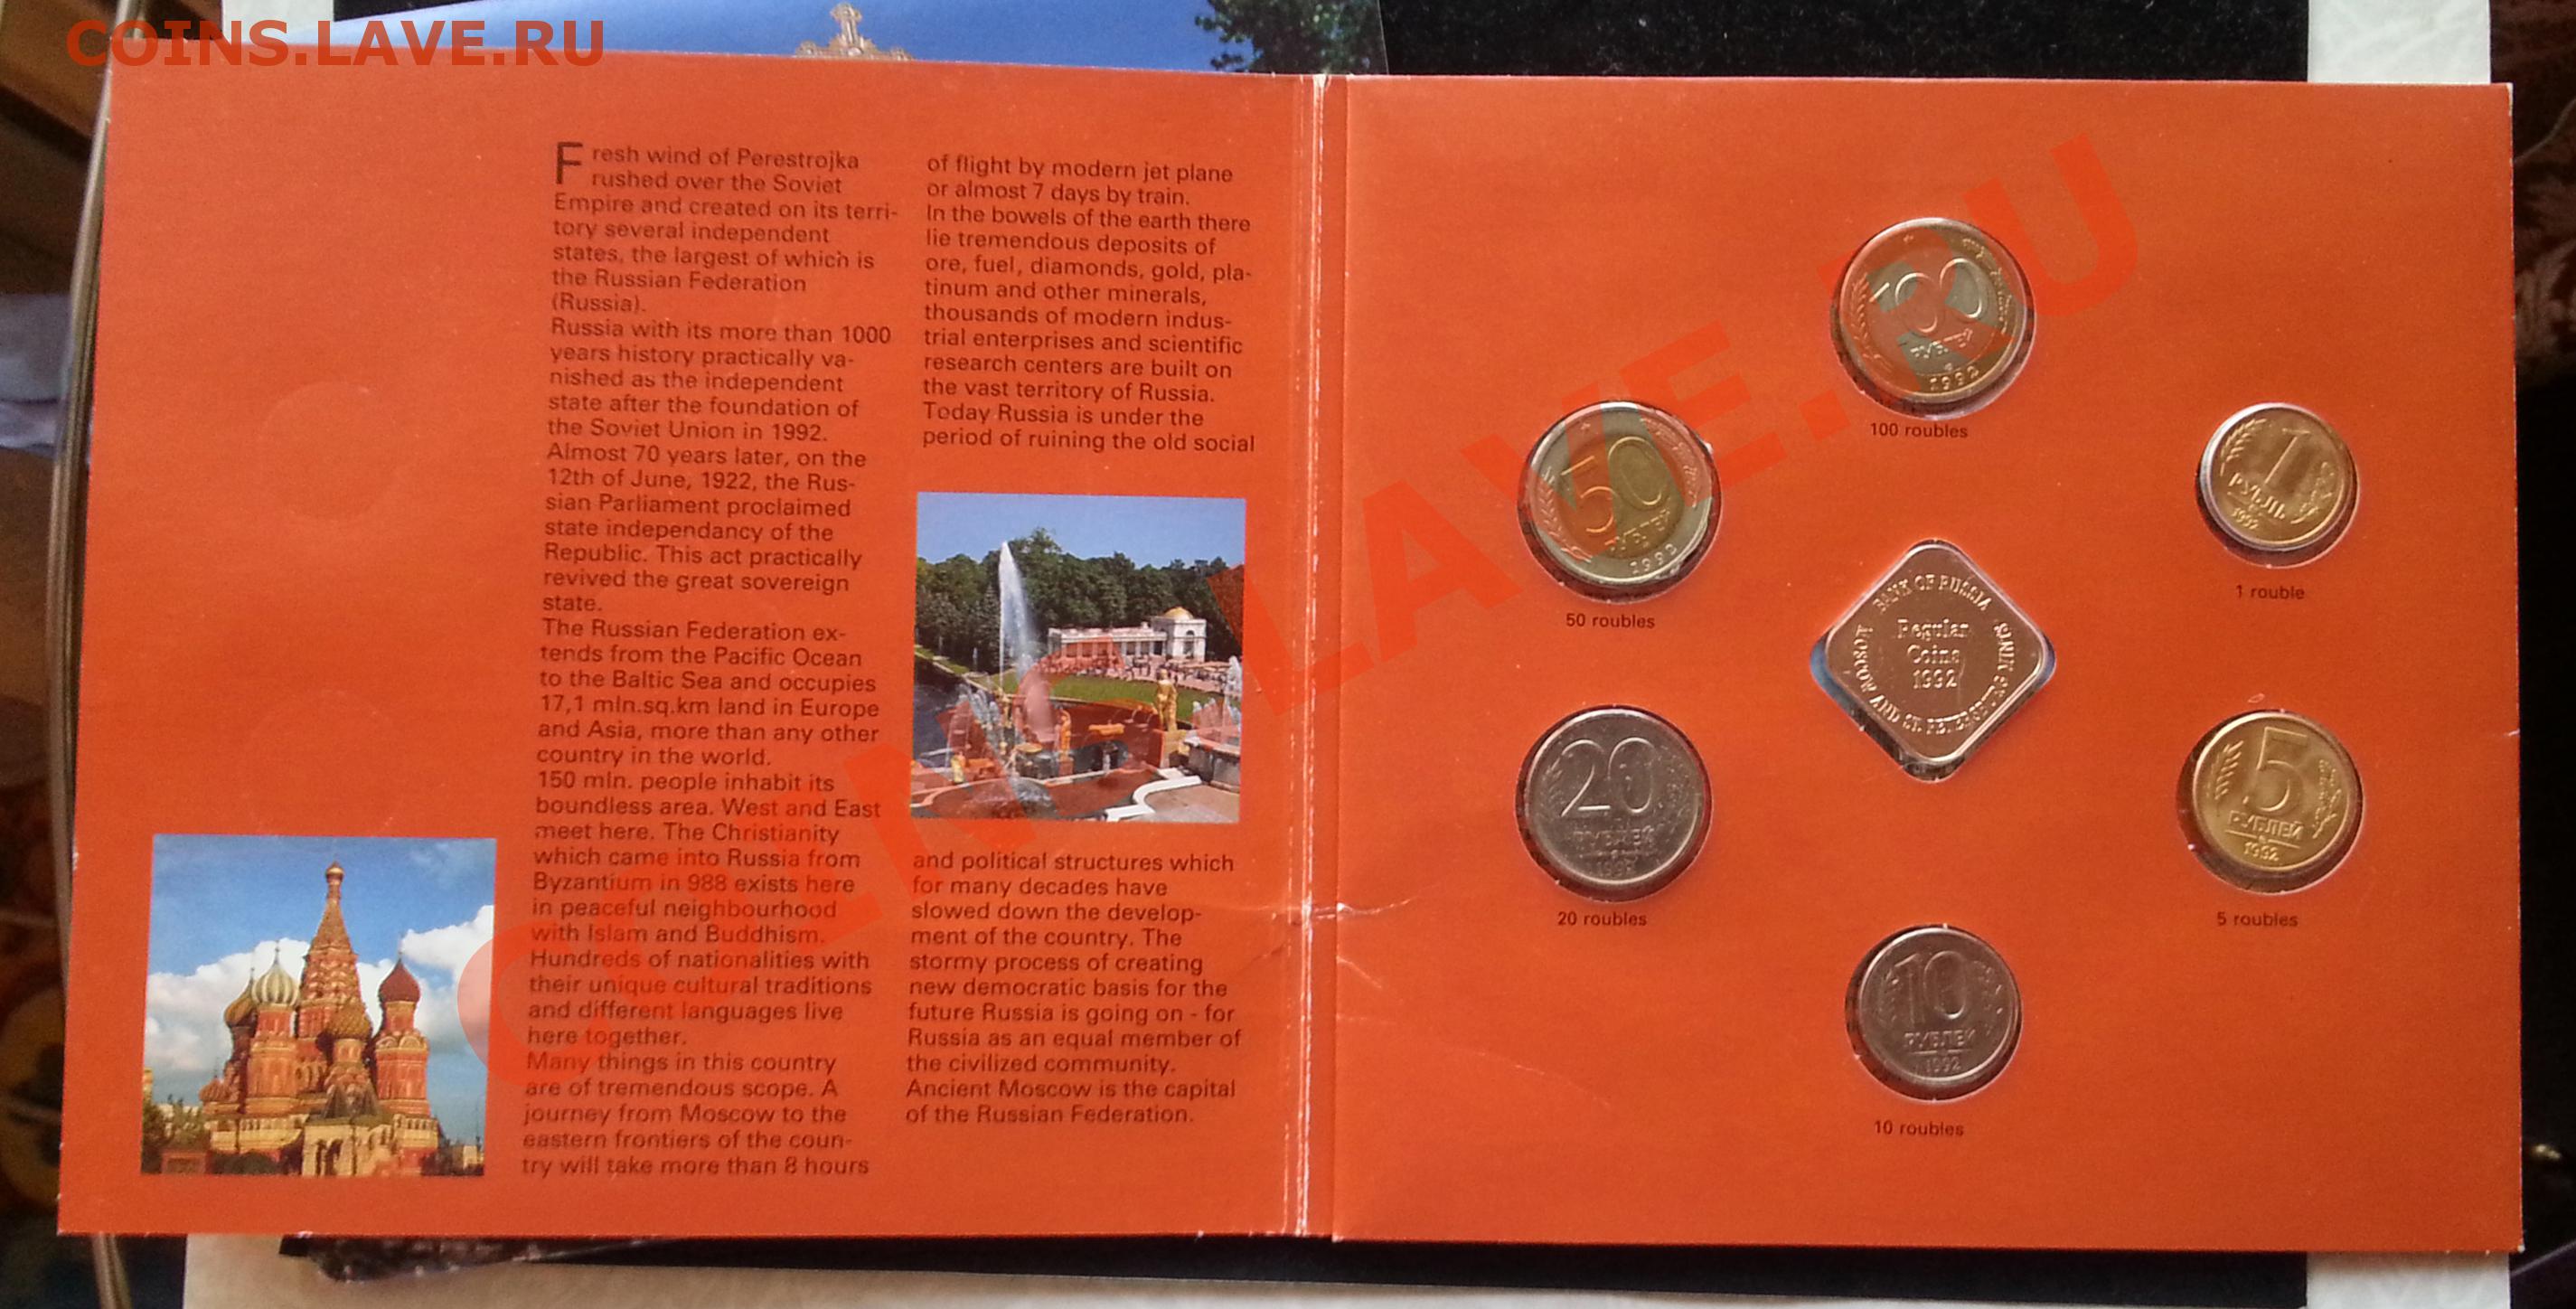 COINS.LAVE.RU
Fresh wind of Perestrojka
rushed over the Soviet
Empire and created on its terri-
tory several independent
states, the largest of which is
the Russian Federation
(Russia).
Russia with its more than 1000
years history practically va-
nished as the independent
state after the foundation of
the Soviet Union in 1992.
Almost 70 years later, on the
12th of June, 1922, the Rus-
sian Parliament proclaimed
state independancy of the
Republic. This act practically
revived the great sovereign
state.
The Russian Federation ex-
tends from the Pacific Ocean
to the Baltic Sea and occupies
17,1 mln.sq.km land in Europe
and Asia, more than any other
country in the world.
150 mln. people inhabit its
boundless area. West and East
meet here. The Christianity
which came into Russia from
Byzantium in 988 exists here
in peaceful neighbourhood
with Islam and Buddhism.
Hundreds of nationalities with
their unique cultural traditions
and different languages live
here together.
Many things in this country
are of tremendous scope. A
journey from Moscow to the
eastern frontiers of the coun-
try will take more than 8 hours
of flight by modern jet plane
or almost 7 days by train.
In the bowels of the earth there
lie tremendous deposits of
ore, fuel, diamonds, gold, pla-
tinum and other minerals,
thousands of modern indus-
trial enterprises and scientific
research centers are built on
the vast territory of Russia.
Today Russia is under the
period of ruining the old social
and political structures which
for many decades have
slowed down the develop-
ment of the country. The
stormy process of creating
new democratic basis for the
future Russia is going on - for
Russia as an equal member of
the civilized community.
Ancient Moscow is the capital
of the Russian Federation.
100
РУБЛЕЙ
1992
100 roubles
50
РУБЛЕЙ
1992
50 roubles
1
РУБЛЬ
1992
1 rouble
BANK OF RUSSIA
Regular
Coins
1992
MOSCOW AND ST. PETERSBURG MINTS
20
РУБЛЕЙ
1992
20 roubles
5
РУБЛЕЙ
1992
5 roubles
10
РУБЛЕЙ
1992
10 roubles
COINS.LAVE.RU